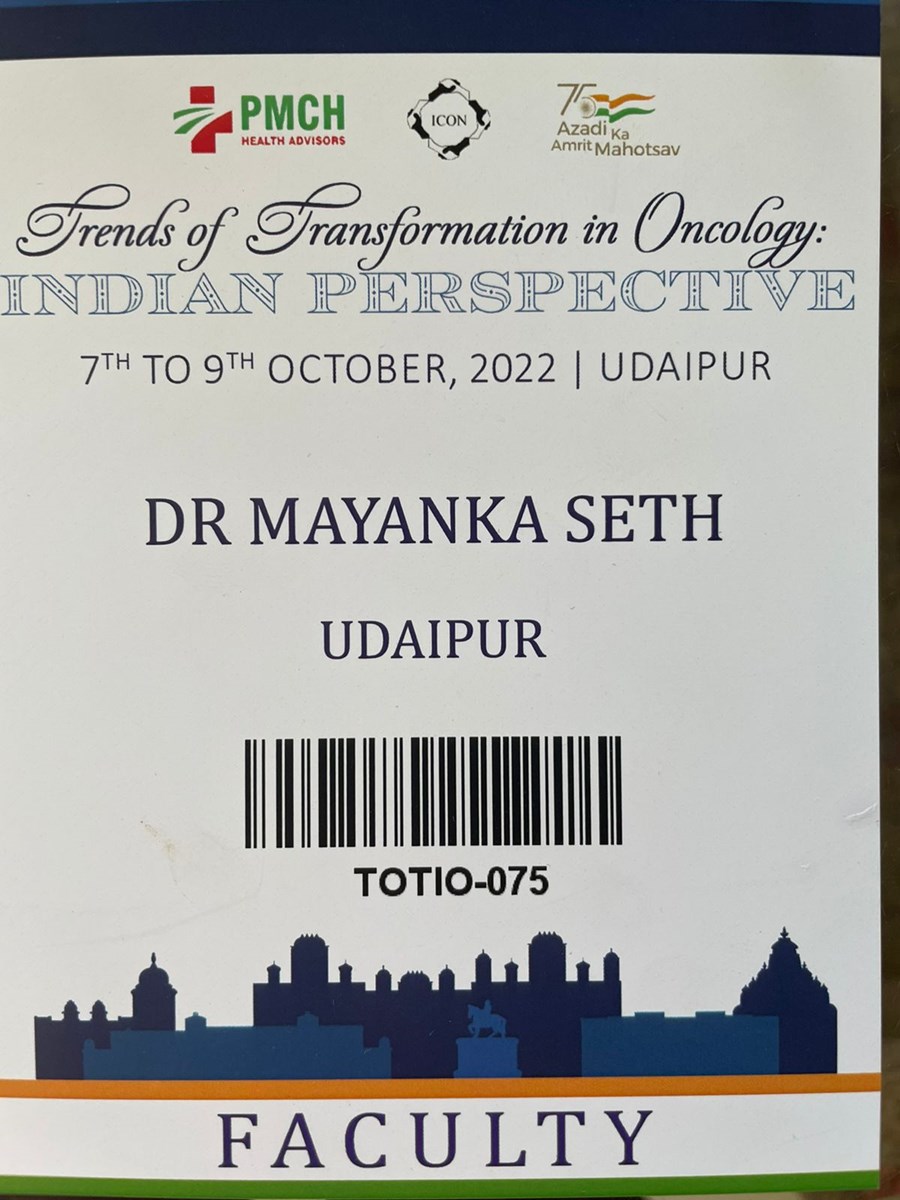 PMCH
HEALTH ADVISORS
ICON
75
Azadi Ka
Amrit Mahotsav
Trends of Transformation in Oncology:
INDIAN PERSPECTIVE
7TH TO 9TH OCTOBER, 2022 | UDAIPUR
DR MAYANKA SETH
UDAIPUR
TOTIO-075
FACULTY